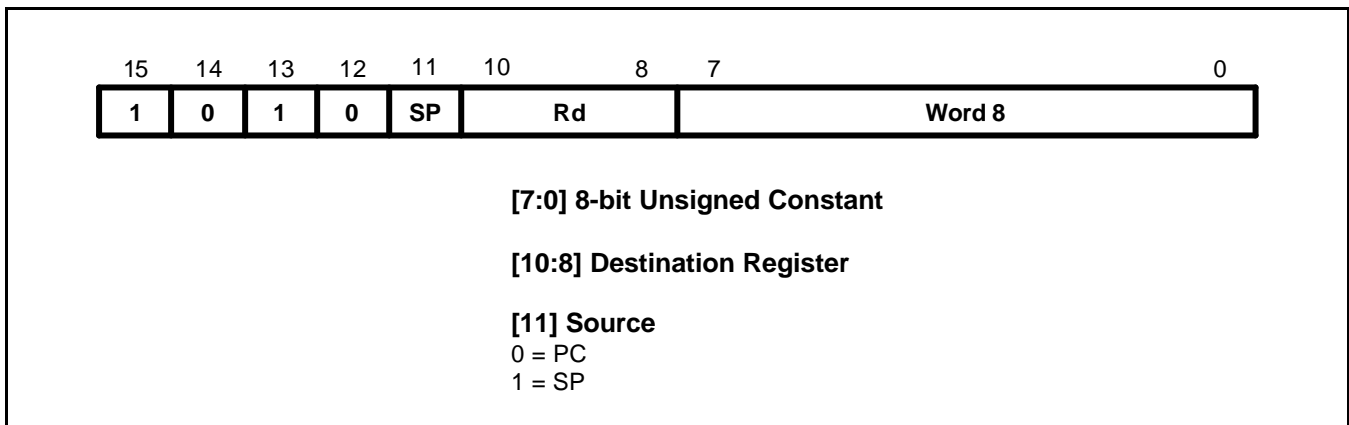 15 14 13 12 11 10 8 7 0
1 0 1 0 SP Rd Word 8
[7:0] 8-bit Unsigned Constant
[10:8] Destination Register
[11] Source
0 = PC
1 = SP